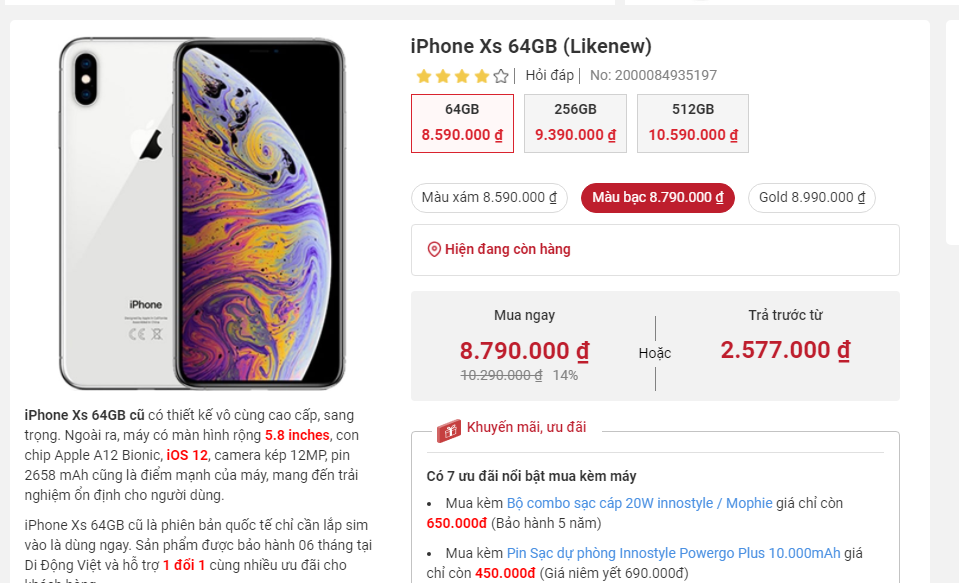 iPhone Xs 64GB (Likenew)
Hỏi đáp | No: 2000084935197
64GB
8.590.000 ₫
256GB
9.390.000 ₫
512GB
10.590.000 ₫
Màu xám 8.590.000 ₫
Màu bạc 8.790.000 ₫
Gold 8.990.000 ₫
Hiện đang còn hàng
Mua ngay
8.790.000 ₫
10.290.000 ₫ 14%
Hoặc
Trả trước từ
2.577.000 ₫
Khuyến mãi, ưu đãi
Có 7 ưu đãi nổi bật mua kèm máy
• Mua kèm Bộ combo sạc cáp 20W innostyle / Mophie giá chỉ còn
650.000đ (Bảo hành 5 năm)
• Mua kèm Pin Sạc dự phòng Innostyle Powergo Plus 10.000mAh giá
chỉ còn 450.000đ (Giá niêm yết 690.000đ)
iPhone
iPhone Xs 64GB cũ có thiết kế vô cùng cao cấp, sang
trọng. Ngoài ra, máy có màn hình rộng 5.8 inches, con
chip Apple A12 Bionic, iOS 12, camera kép 12MP, pin
2658 mAh cũng là điểm mạnh của máy, mang đến trải
nghiệm ổn định cho người dùng.
iPhone Xs 64GB cũ là phiên bản quốc tế chỉ cần lắp sim
vào là dùng ngay. Sản phẩm được bảo hành 06 tháng tại
Di Động Việt và hỗ trợ 1 đổi 1 cùng nhiều ưu đãi cho